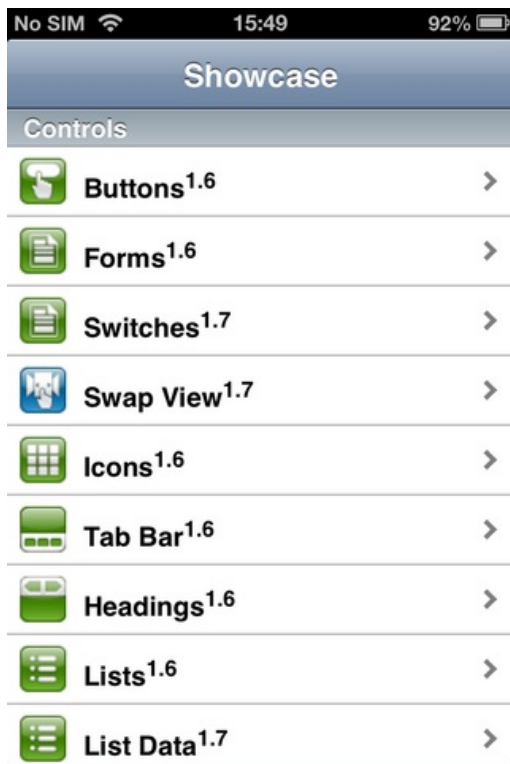 No SIM 15:49 92%
Showcase
Controls
Buttons1.6
Forms1.6
Switches1.7
Swap View1.7
Icons1.6
Tab Bar1.6
Headings1.6
Lists1.6
List Data1.7